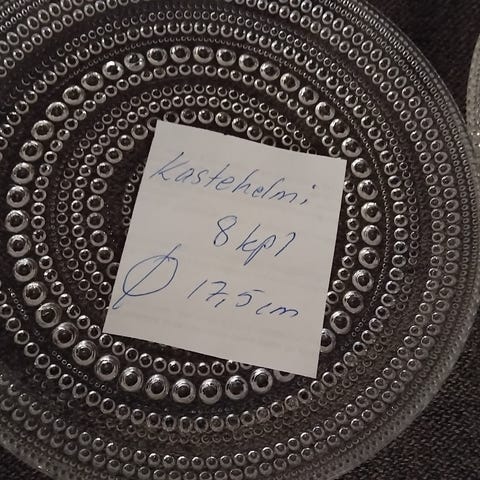 Kastehelmi
8 kpl
Ø 17,5 cm